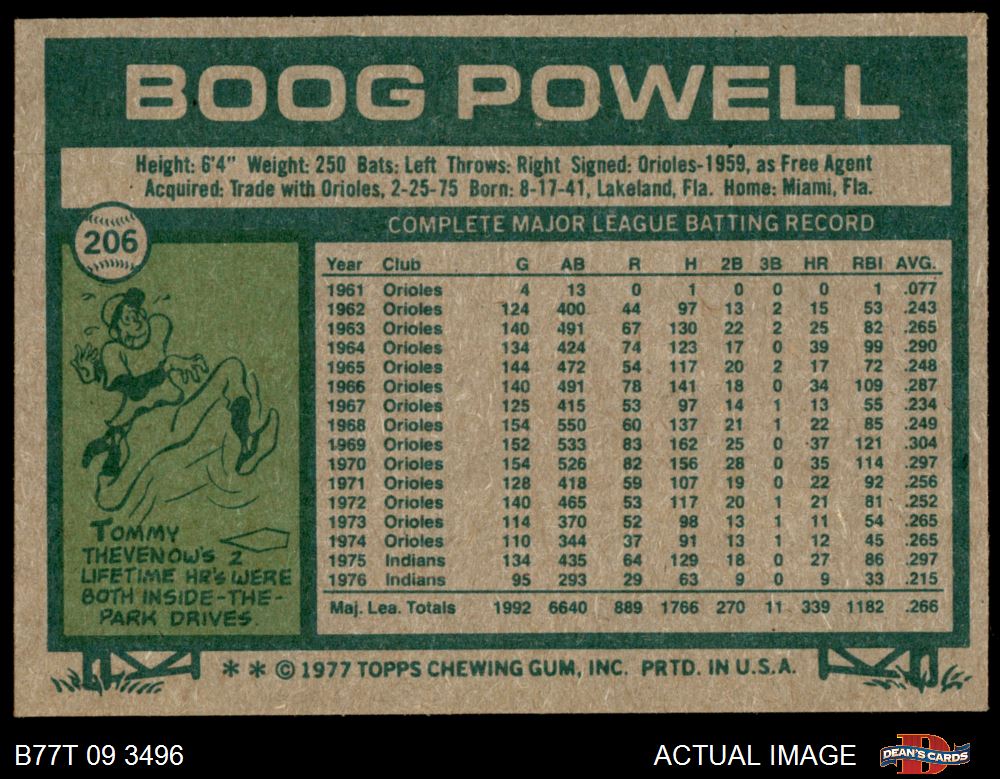 BOOG POWELL
Height: 6'4" Weight: 250 Bats: Left Throws: Right Signed: Orioles-1959, as Free Agent
Acquired: Trade with Orioles, 2-25-75 Born: 8-17-41, Lakeland, Fla. Home: Miami, Fla.
206
COMPLETE MAJOR LEAGUE BATTING RECORD
Year Club G AB R H 2B 3B HR RBI AVG.
1961 Orioles 4 13 0 1 0 0 0 1 .077
1962 Orioles 124 400 44 97 13 2 15 53 .243
1963 Orioles 140 491 67 130 22 2 25 82 .265
1964 Orioles 134 424 74 123 17 0 39 99 .290
1965 Orioles 144 472 54 117 20 2 17 72 .248
1966 Orioles 140 491 78 141 18 0 34 109 .287
1967 Orioles 125 415 53 97 14 1 13 55 .234
1968 Orioles 154 550 60 137 21 1 22 85 .249
1969 Orioles 152 533 83 162 25 0 37 121 .304
1970 Orioles 154 526 82 156 28 0 35 114 .297
1971 Orioles 128 418 59 107 19 0 22 92 .256
1972 Orioles 140 465 53 117 20 1 21 81 .252
1973 Orioles 114 370 52 98 13 1 11 54 .265
1974 Orioles 110 344 37 91 13 1 12 45 .265
1975 Indians 134 435 64 129 18 0 27 86 .297
1976 Indians 95 293 29 63 9 0 9 33 .215
Maj. Lea. Totals 1992 6640 889 1766 270 11 339 1182 .266
TOMMY
THEVENOW'S 2
LIFETIME HR'S WERE
BOTH INSIDE-THE-
PARK DRIVES.
** © 1977 TOPPS CHEWING GUM, INC. PRTD. IN U.S.A.
B77T 09 3496
ACTUAL IMAGE
D
DEAN'S CARDS